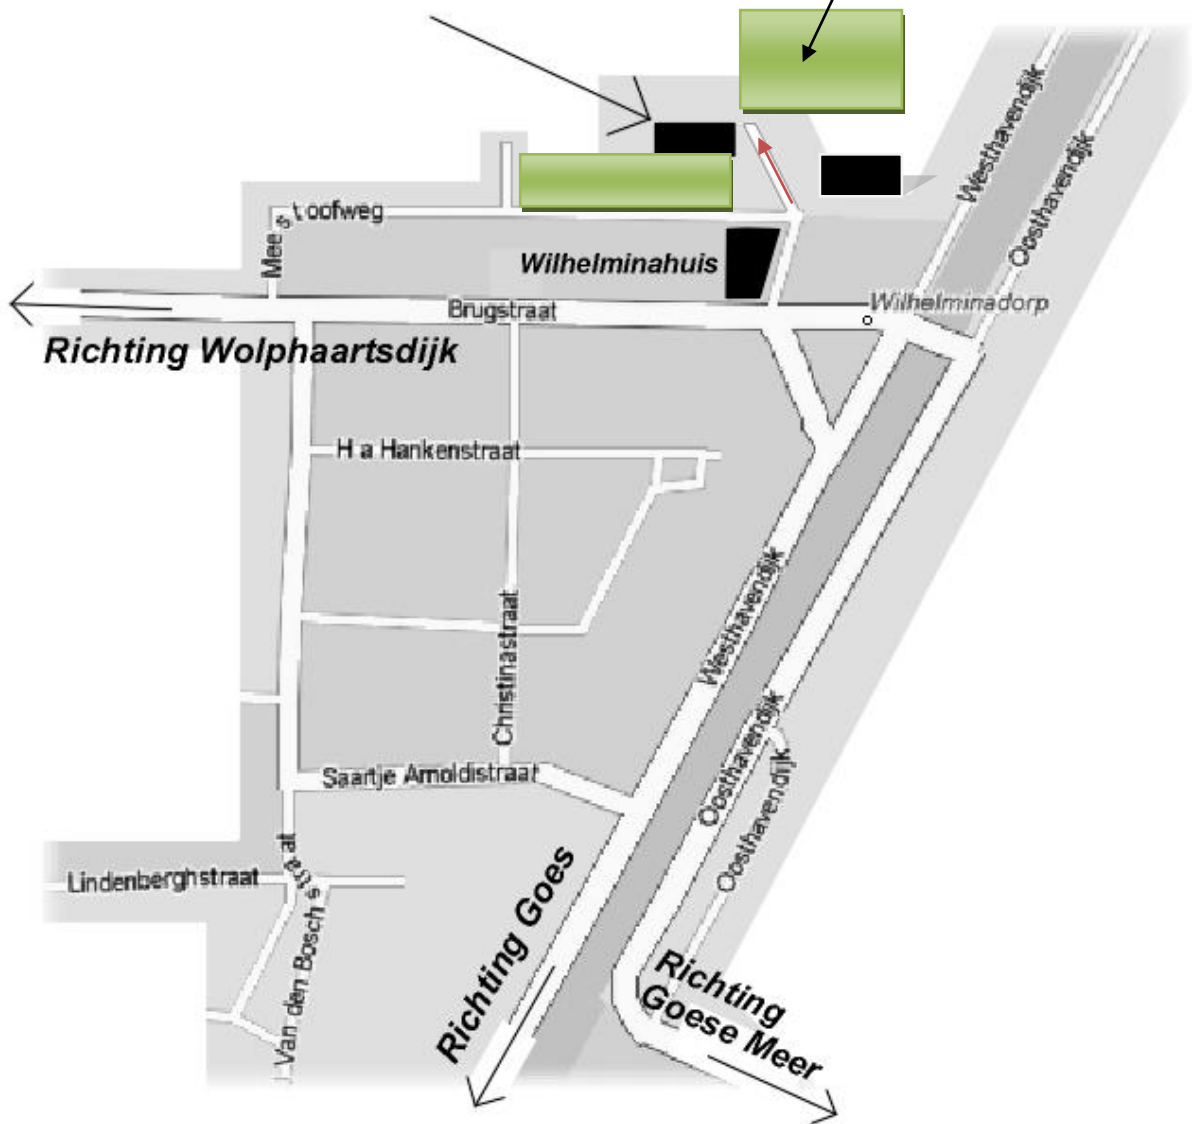 Westhavendijk
Oosthavendijk
Mee s t oofweg
Wilhelminahuis
Brugstraat
Wilhelminadorp
Richting Wolphaartsdijk
H a Hankenstraat
Westhavendijk
Christinastraat
Oosthavendijk
Oosthavendijk
Saartje Arnoldistraat
Lindenberghstraat
Van den Bosch straat
Richting Goes
Richting
Goese Meer